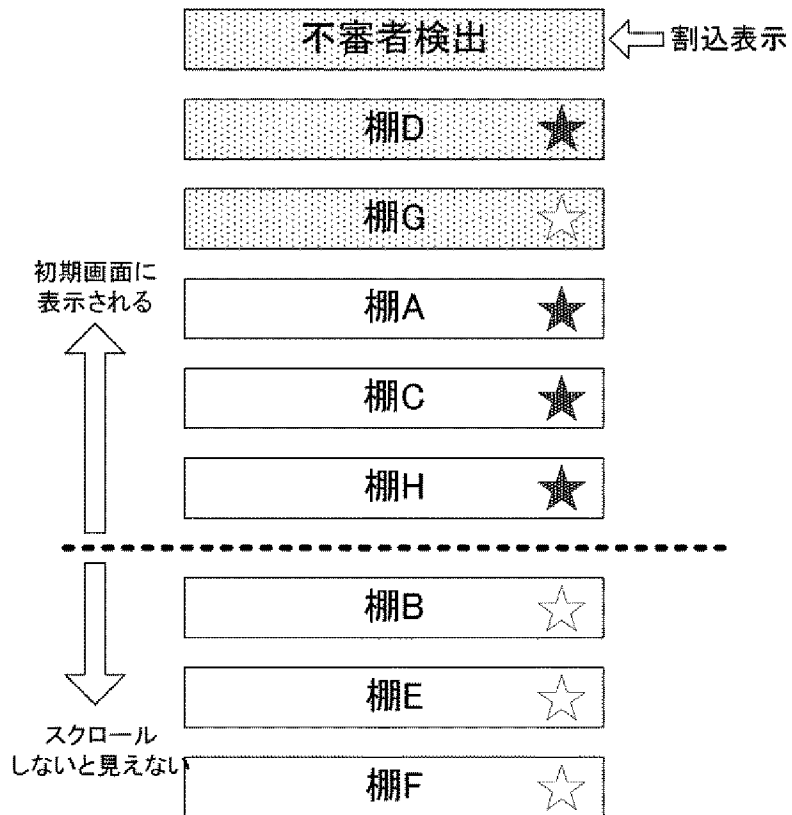 不審者検出
割込表示
棚D
棚G
初期画面に
表示される
棚A
棚C
棚H
棚B
棚E
スクロール
しないと見えない
棚F